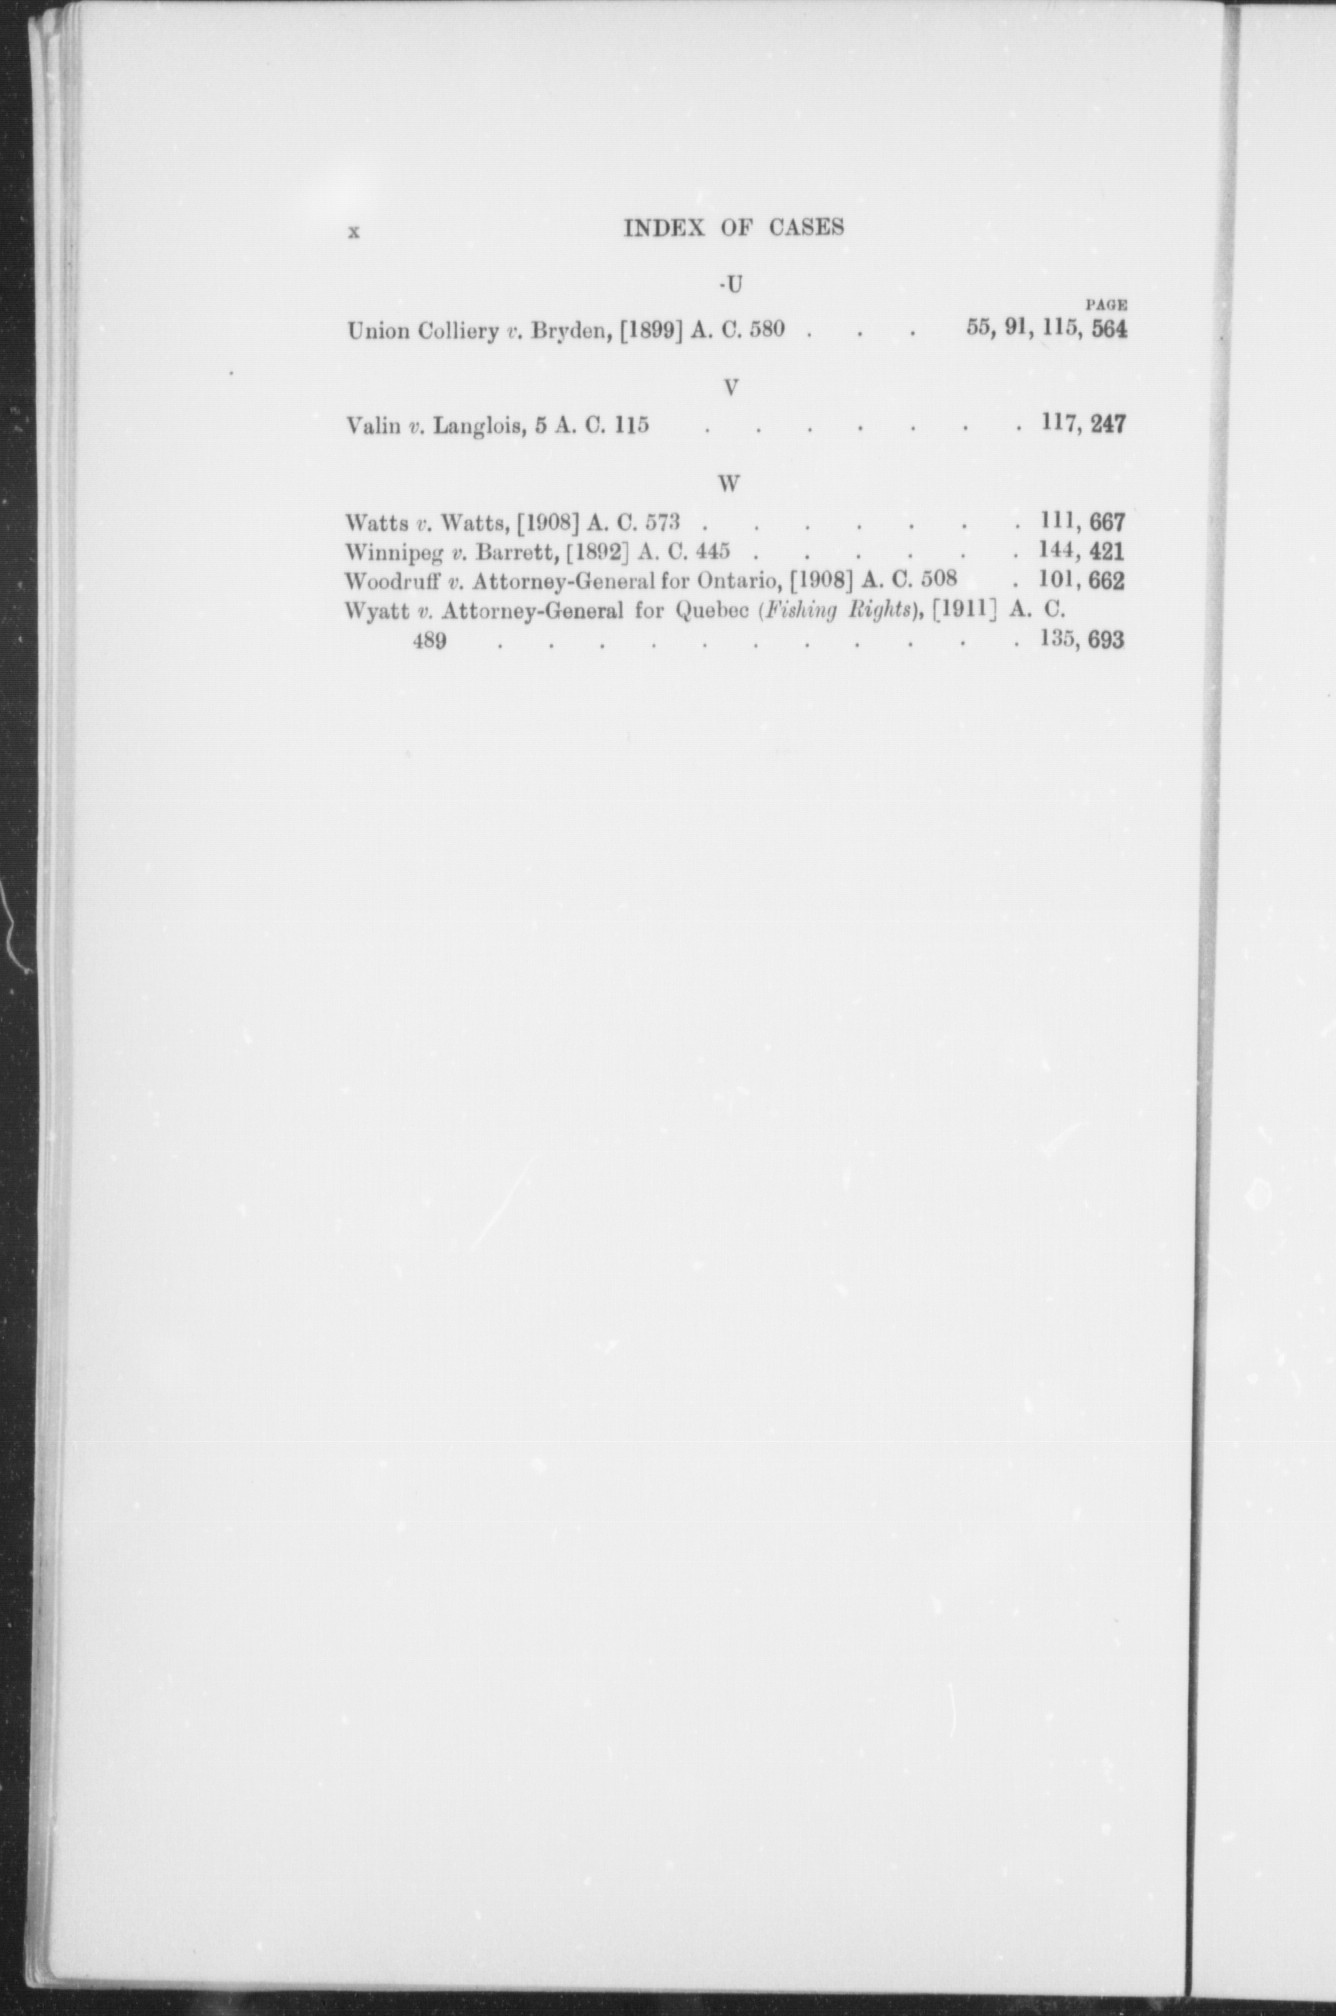 x INDEX OF CASES
·U
PAGE
Union Colliery v. Bryden, [1899] A. C. 580 . . . 55, 91, 115, 564
V
Valin v. Langlois, 5 A. C. 115 . . . . . . . 117, 247
W
Watts v. Watts, [1908] A. C. 573 . . . . . . . 111, 667
Winnipeg v. Barrett, [1892] A. C. 445 . . . . . . 144, 421
Woodruff v. Attorney-General for Ontario, [1908] A. C. 508 . 101, 662
Wyatt v. Attorney-General for Quebec (Fishing Rights), [1911] A. C.
489 . . . . . . . . . . . 135, 693